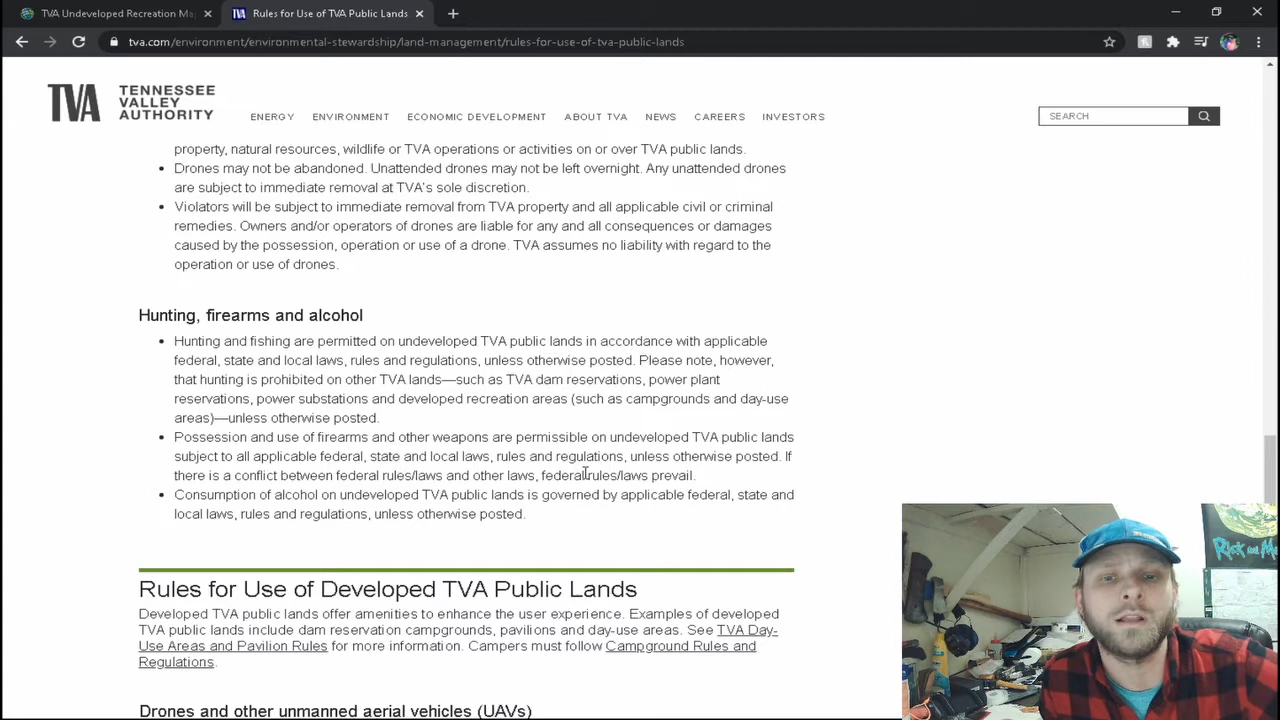 TVA Undeveloped Recreation Ma
Rules for Use of TVA Public Lands
tva.com/environment/environmental-stewardship/land-management/rules-for-use-of-tva-public-lands
TVA
TENNESSEE
VALLEY
AUTHORITY
ENERGY ENVIRONMENT ECONOMIC DEVELOPMENT ABOUT TVA NEWS CAREERS INVESTORS
SEARCH
property, natural resources, wildlife or TVA operations or activities on or over TVA public lands.
• Drones may not be abandoned. Unattended drones may not be left overnight. Any unattended drones
are subject to immediate removal at TVA's sole discretion.
• Violators will be subject to immediate removal from TVA property and all applicable civil or criminal
remedies. Owners and/or operators of drones are liable for any and all consequences or damages
caused by the possession, operation or use of a drone. TVA assumes no liability with regard to the
operation or use of drones.
Hunting, firearms and alcohol
• Hunting and fishing are permitted on undeveloped TVA public lands in accordance with applicable
federal, state and local laws, rules and regulations, unless otherwise posted. Please note, however,
that hunting is prohibited on other TVA lands—such as TVA dam reservations, power plant
reservations, power substations and developed recreation areas (such as campgrounds and day-use
areas)—unless otherwise posted.
• Possession and use of firearms and other weapons are permissible on undeveloped TVA public lands
subject to all applicable federal, state and local laws, rules and regulations, unless otherwise posted. If
there is a conflict between federal rules/laws and other laws, federal rules/laws prevail.
• Consumption of alcohol on undeveloped TVA public lands is governed by applicable federal, state and
local laws, rules and regulations, unless otherwise posted.
Rules for Use of Developed TVA Public Lands
Developed TVA public lands offer amenities to enhance the user experience. Examples of developed
TVA public lands include dam reservation campgrounds, pavilions and day-use areas. See TVA Day-
Use Areas and Pavilion Rules for more information. Campers must follow Campground Rules and
Regulations.
Drones and other unmanned aerial vehicles (UAVs)
Rick and Mo